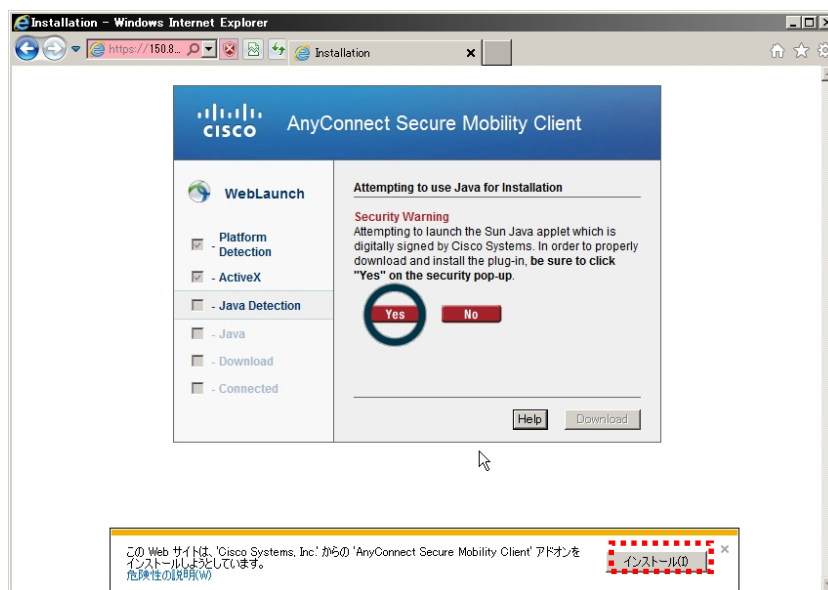 Installation - Windows Internet Explorer
https://150.8...
Installation
CISCO
AnyConnect Secure Mobility Client
WebLaunch
- Platform
Detection
- ActiveX
- Java Detection
- Java
- Download
- Connected
Attempting to use Java for Installation
Security Warning
Attempting to launch the Sun Java applet which is
digitally signed by Cisco Systems. In order to properly
download and install the plug-in, be sure to click
"Yes" on the security pop-up.
Yes
No
Help
Download
この Web サイトは、'Cisco Systems, Inc.' からの 'AnyConnect Secure Mobility Client' アドオンを
インストールしようとしています。
危険性の説明(W)
インストール(I)